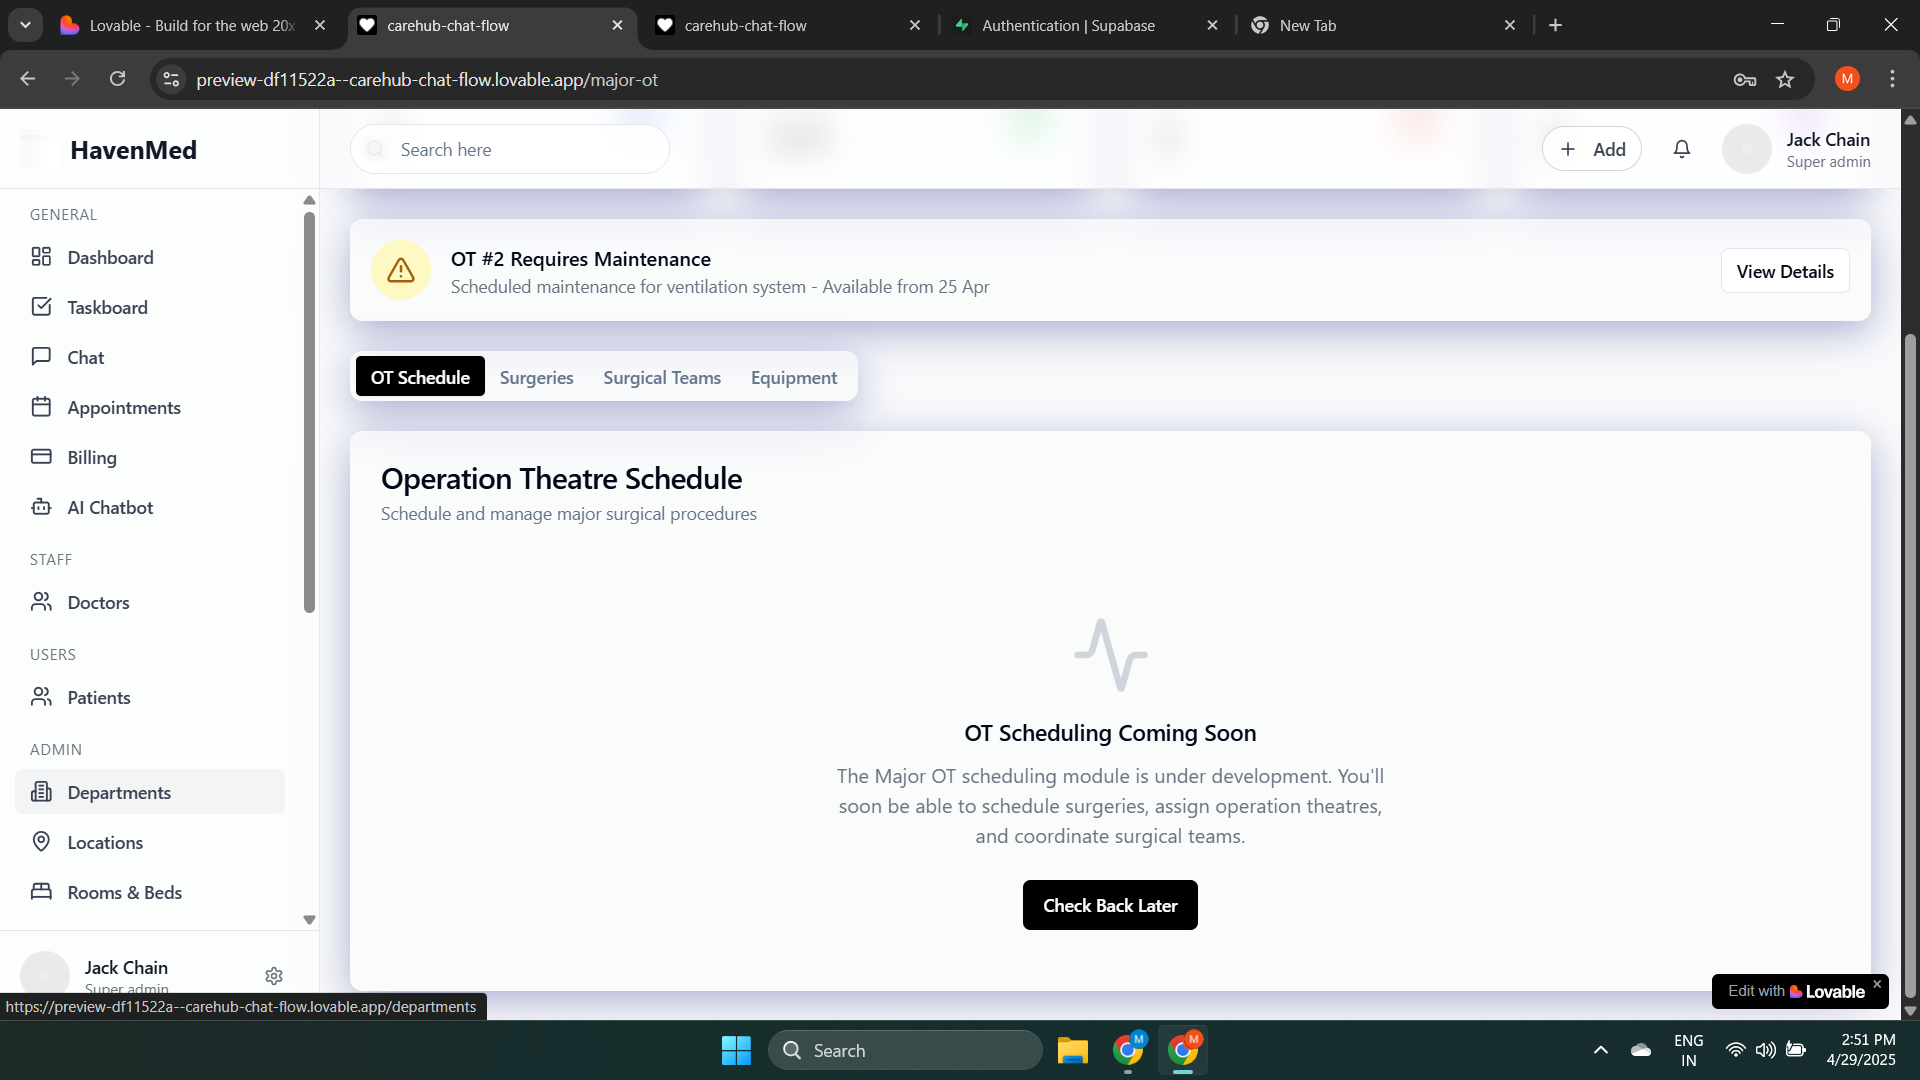 Lovable - Build for the web 20x
carehub-chat-flow
carehub-chat-flow
Authentication | Supabase
New Tab
preview-df11522a--carehub-chat-flow.lovable.app/major-ot
M
HavenMed
Search here
Add
Jack Chain
Super admin
GENERAL
Dashboard
Taskboard
Chat
Appointments
Billing
AI Chatbot
STAFF
Doctors
USERS
Patients
ADMIN
Departments
Locations
Rooms & Beds
Jack Chain
Super admin
https://preview-df11522a--carehub-chat-flow.lovable.app/departments
OT #2 Requires Maintenance
Scheduled maintenance for ventilation system - Available from 25 Apr
View Details
OT Schedule
Surgeries
Surgical Teams
Equipment
Operation Theatre Schedule
Schedule and manage major surgical procedures
OT Scheduling Coming Soon
The Major OT scheduling module is under development. You'll
soon be able to schedule surgeries, assign operation theatres,
and coordinate surgical teams.
Check Back Later
Edit with Lovable
Search
M
M
ENG
IN
2:51 PM
4/29/2025